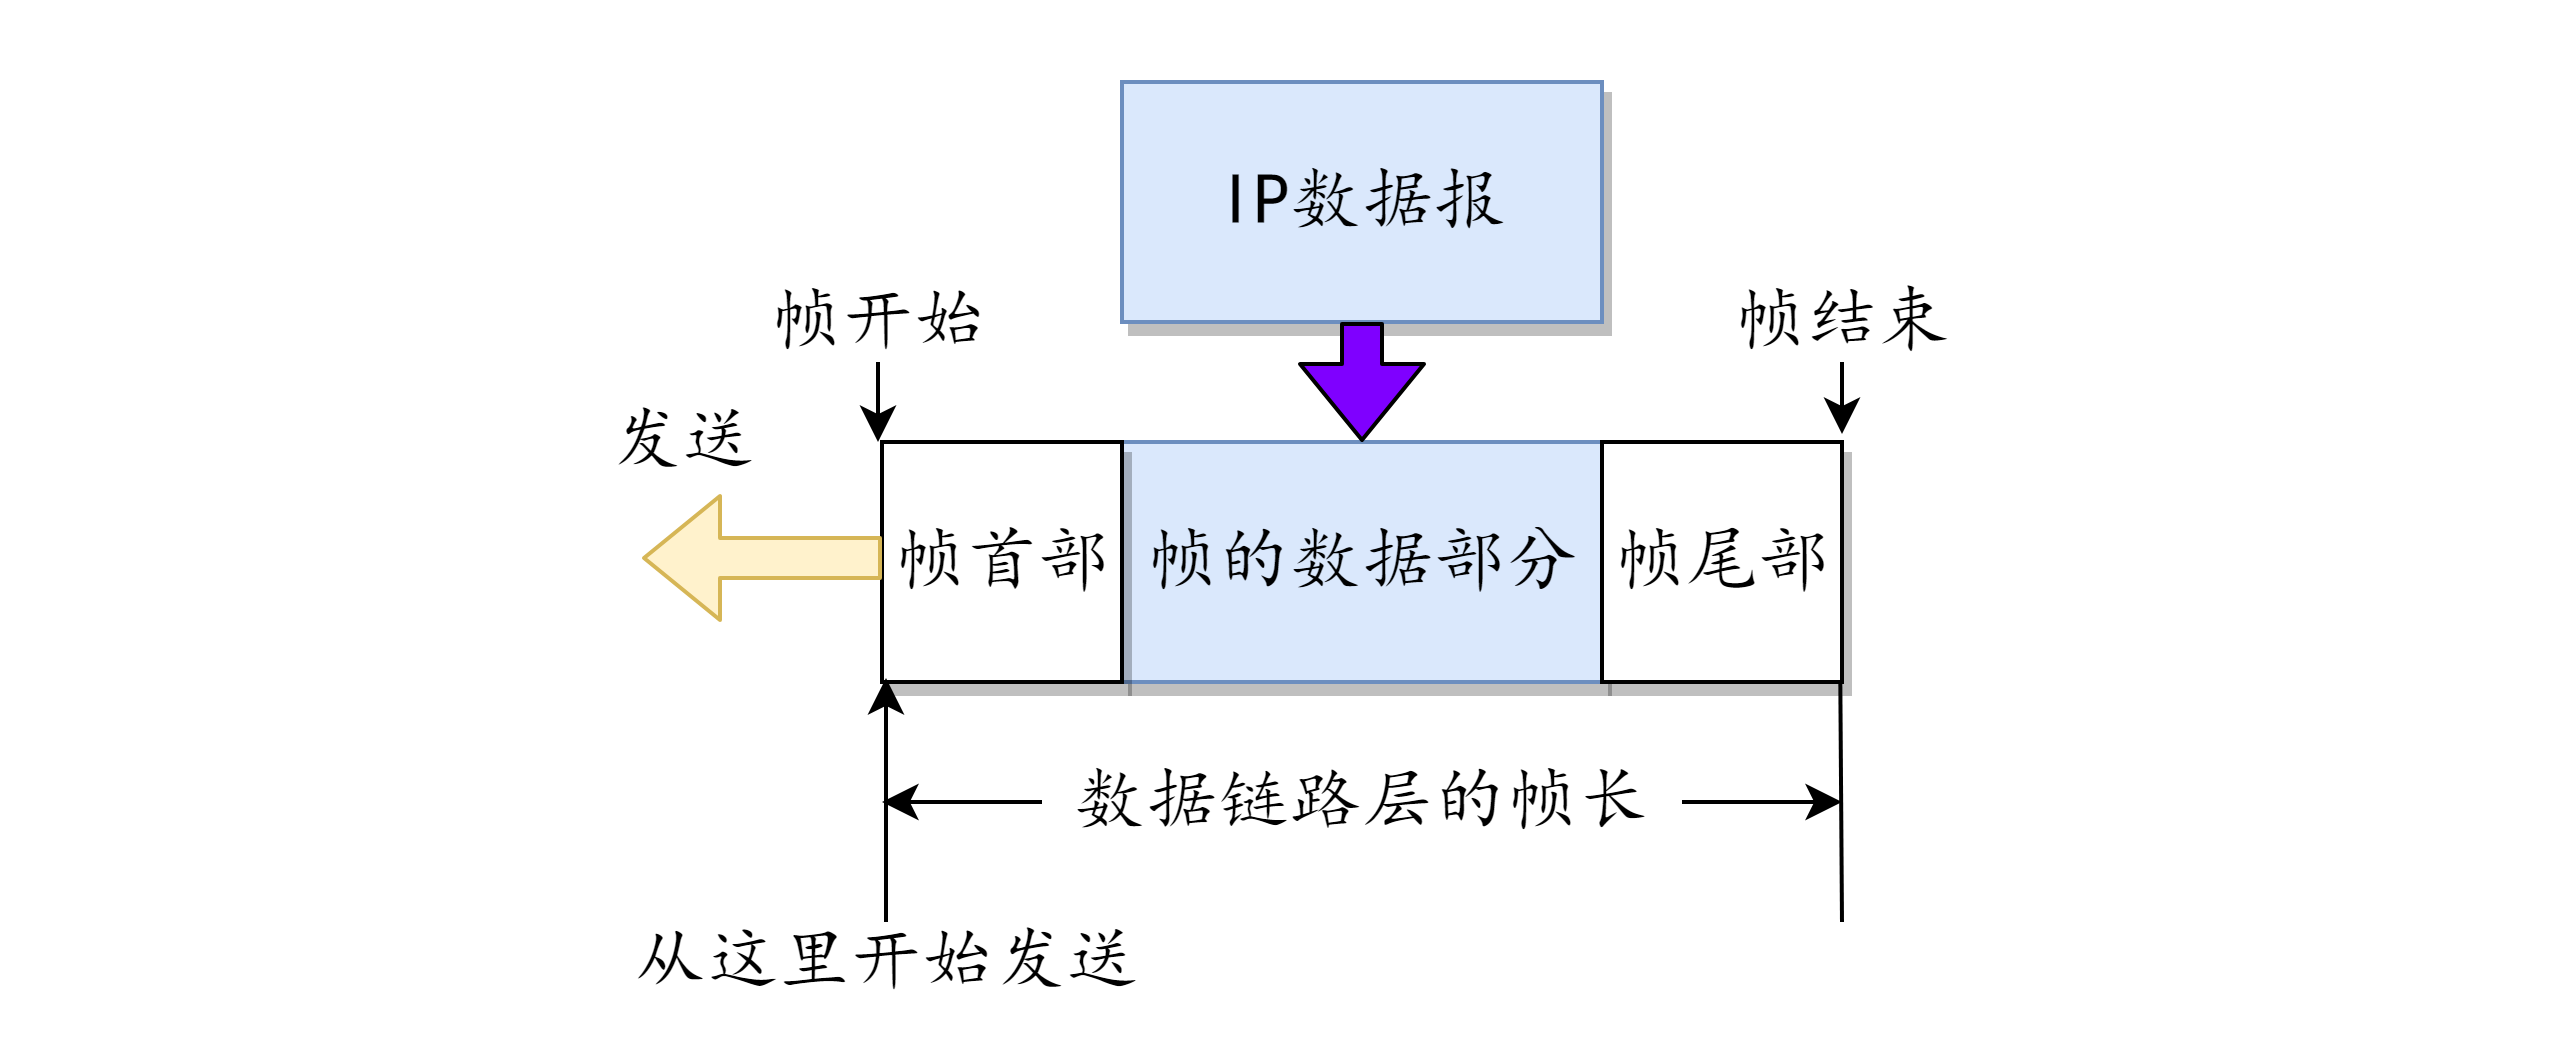 IP数据报
帧开始
帧结束
发送
帧首部
帧的数据部分
帧尾部
数据链路层的帧长
从这里开始发送